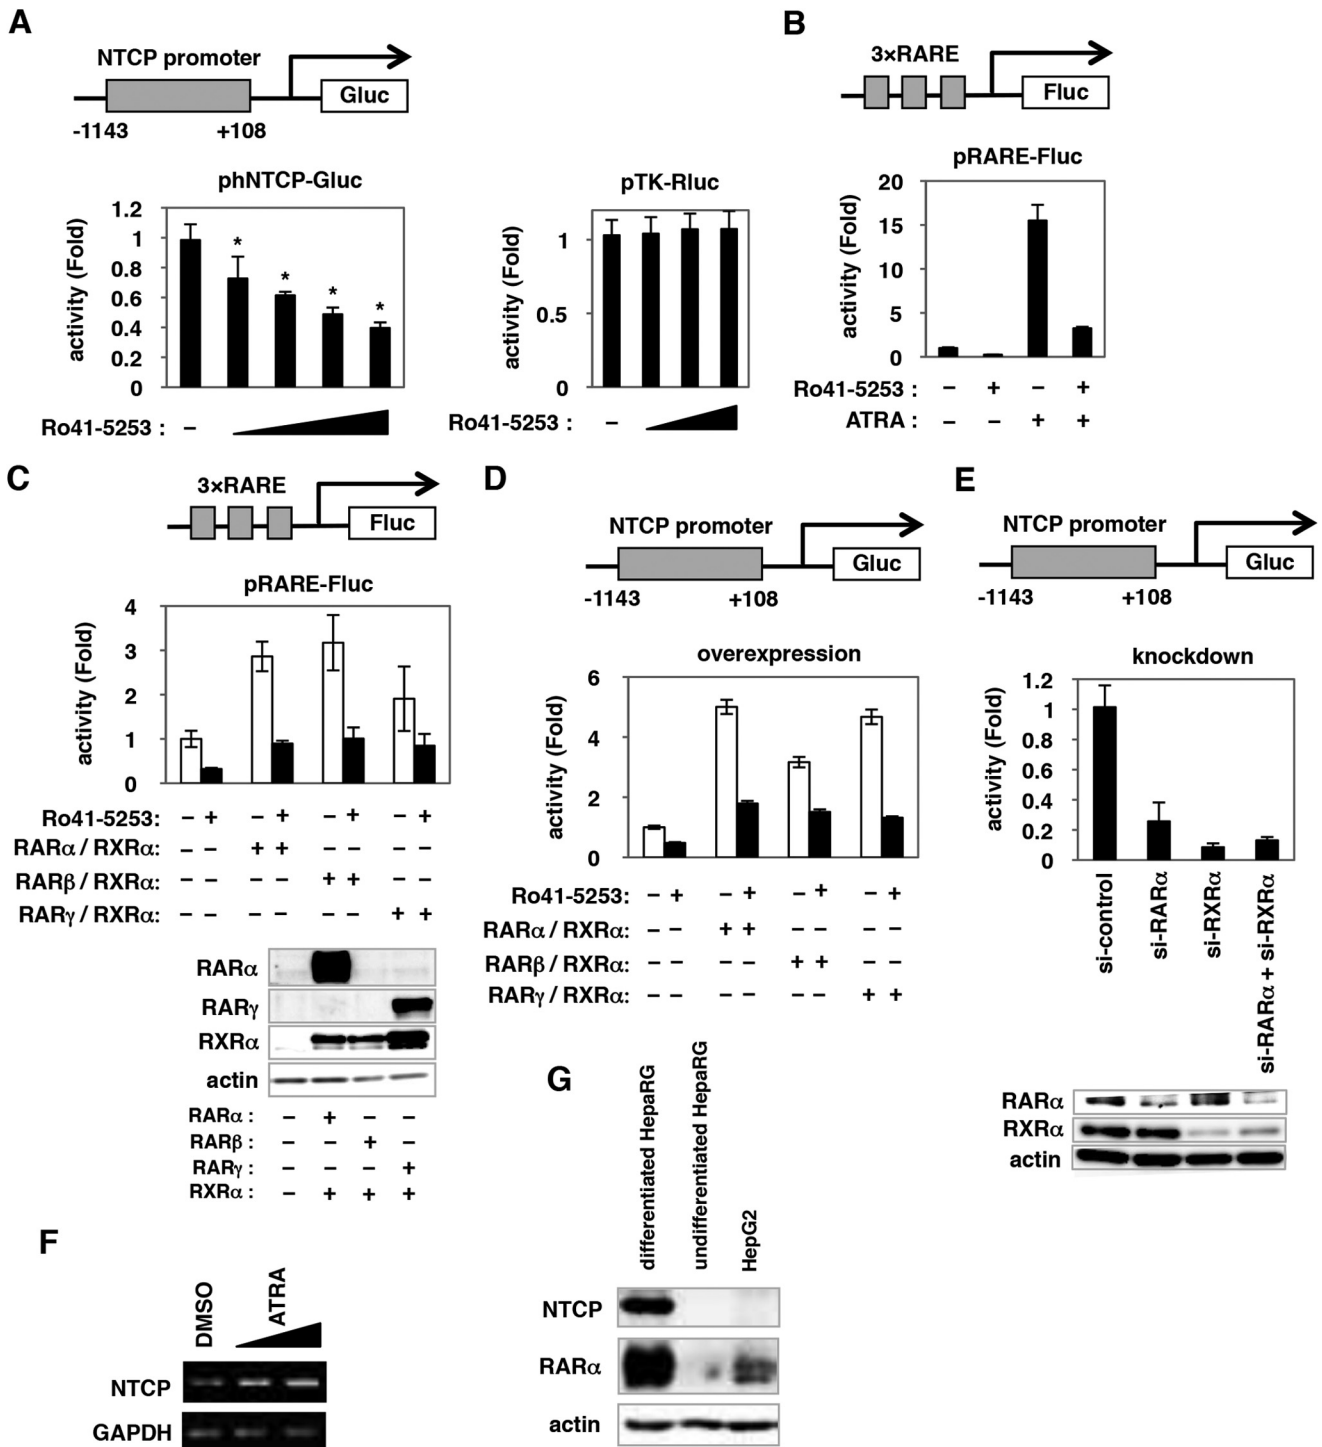 A
NTCP promoter
Gluc
-1143 +108
phNTCP-Gluc
activity (Fold)
1.2
1
0.8
0.6
0.4
0.2
0
* * * *
Ro41-5253 : −
pTK-Rluc
activity (Fold)
1
0.5
0
Ro41-5253 : −
B
3×RARE
Fluc
pRARE-Fluc
activity (Fold)
20
15
10
5
0
Ro41-5253 : − + − +
ATRA : − − + +
C
3×RARE
Fluc
pRARE-Fluc
activity (Fold)
4
3
2
1
0
Ro41-5253: − + − + − + − +
RARα / RXRα: − − + + − − − −
RARβ / RXRα: − − − − + + − −
RARγ / RXRα: − − − − − − + +
RARα
RARγ
RXRα
actin
RARα : − + − −
RARβ : − − + −
RARγ : − − − +
RXRα : − + + +
D
NTCP promoter
Gluc
-1143 +108
overexpression
activity (Fold)
6
4
2
0
Ro41-5253: − + − + − + − +
RARα / RXRα: − − + + − − − −
RARβ / RXRα: − − − − + + − −
RARγ / RXRα: − − − − − − + +
E
NTCP promoter
Gluc
-1143 +108
knockdown
activity (Fold)
1.2
1
0.8
0.6
0.4
0.2
0
si-control
si-RARα
si-RXRα
si-RARα + si-RXRα
RARα
RXRα
actin
F
DMSO
ATRA
NTCP
GAPDH
G
differentiated HepaRG
undifferentiated HepaRG
HepG2
NTCP
RARα
actin